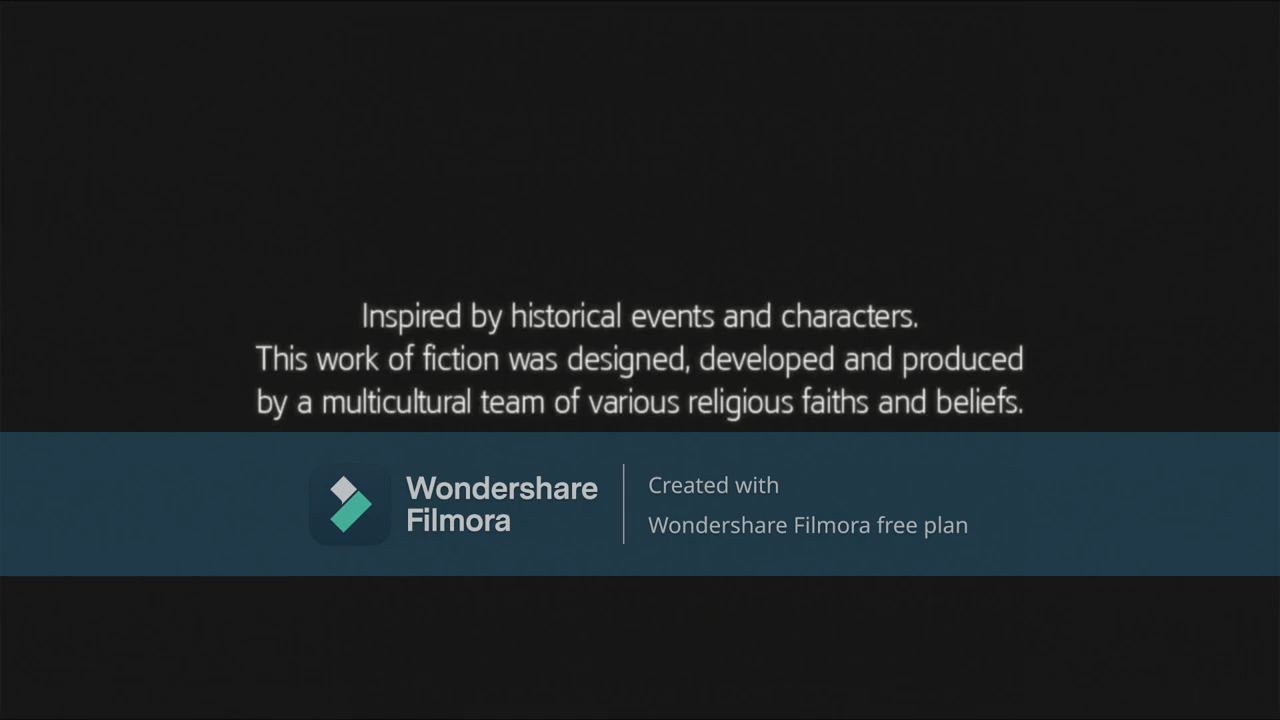 Inspired by historical events and characters.
This work of fiction was designed, developed and produced
by a multicultural team of various religious faiths and beliefs.
Wondershare
Filmora
Created with
Wondershare Filmora free plan